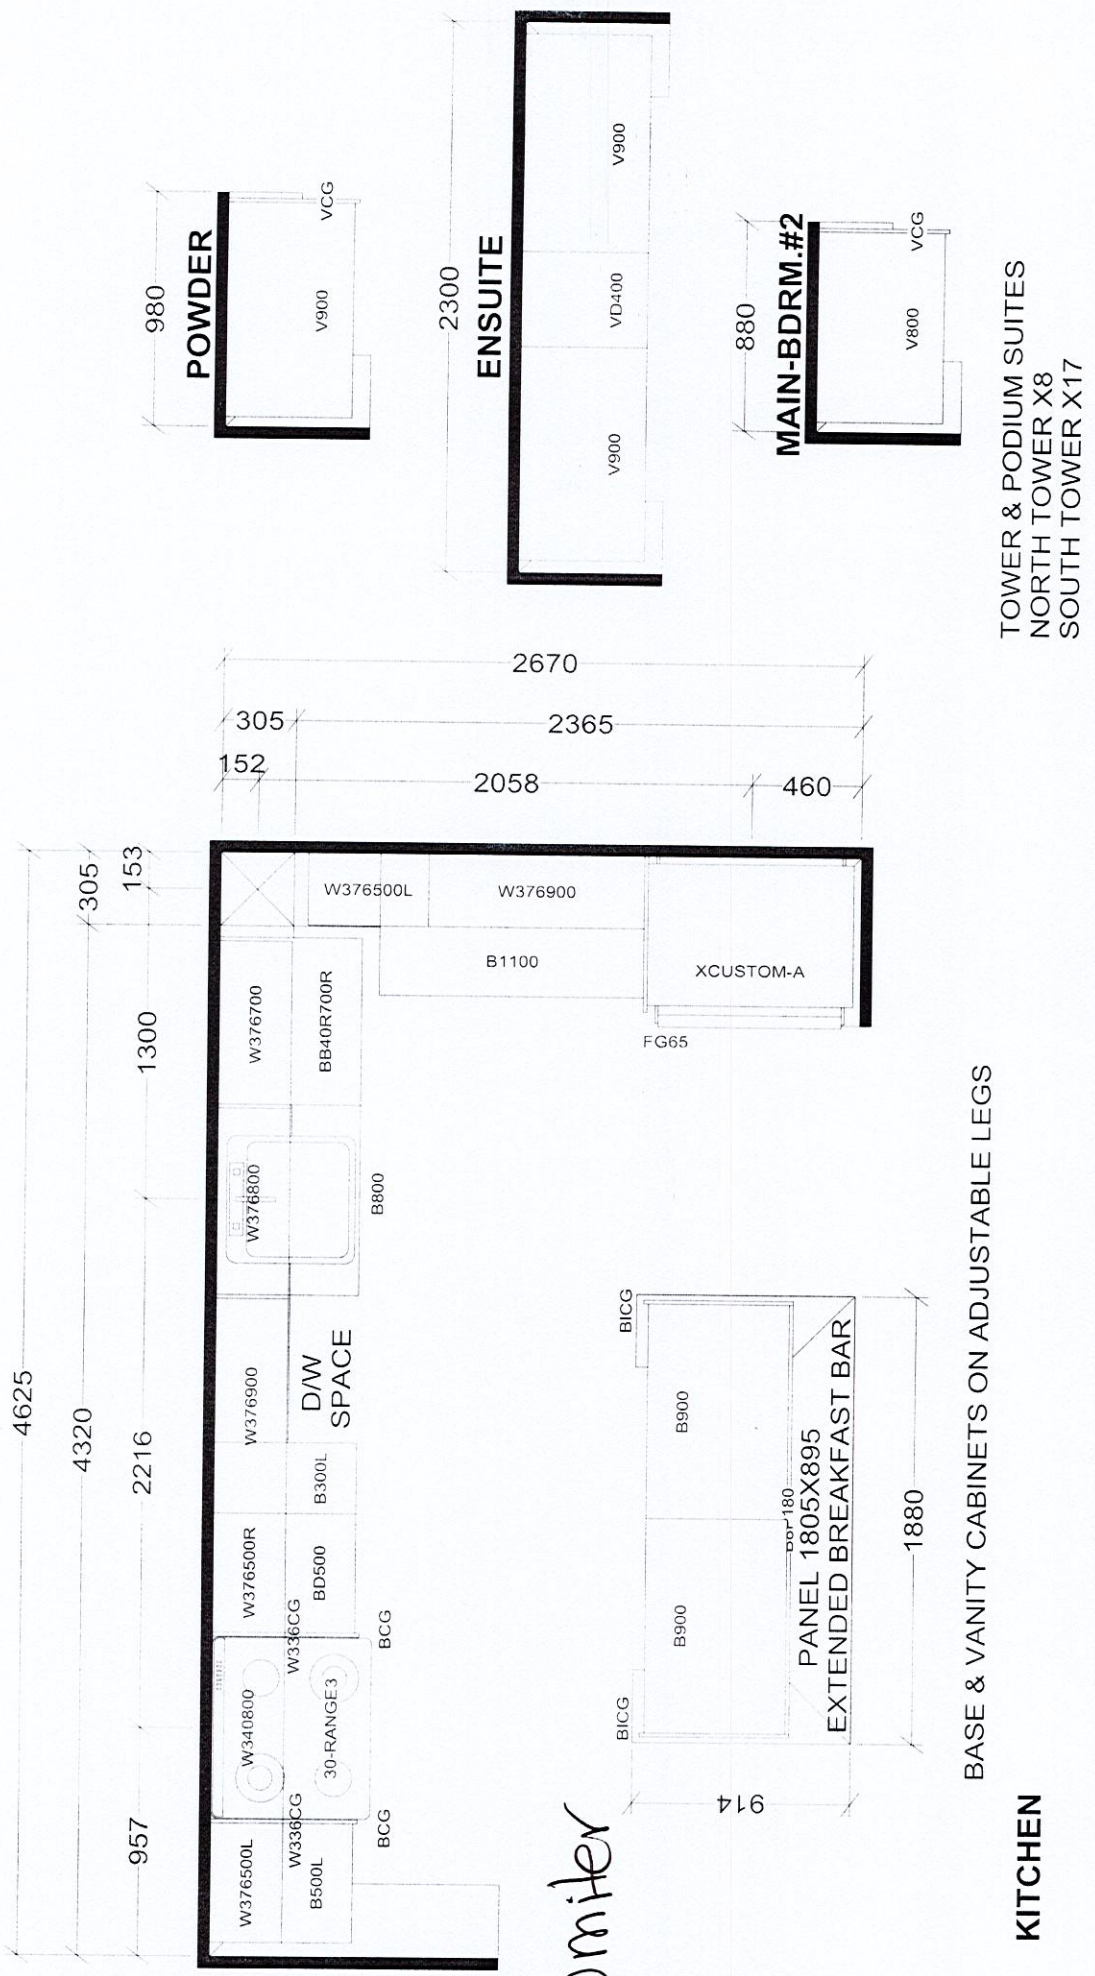 4625
4320
305
957
2216
1300
153
W376500L
W340800
W376500R
W376900
W376800
W376700
W336CG
W336CG
B500L
30-RANGE3
BD500
B300L
D/W
SPACE
BB40R700R
BCG
BCG
B800
W376500L
W376900
B1100
XCUSTOM-A
FG65
152
2058
460
305
2365
2670
BICG
BICG
B900
B900
PANEL 1805X895
EXTENDED BREAKFAST BAR
914
1880
BASE & VANITY CABINETS ON ADJUSTABLE LEGS
KITCHEN
980
POWDER
V900
VCG
2300
ENSUITE
V900
VD400
V900
880
MAIN-BDRM.#2
V800
VCG
TOWER & PODIUM SUITES
NORTH TOWER X8
SOUTH TOWER X17